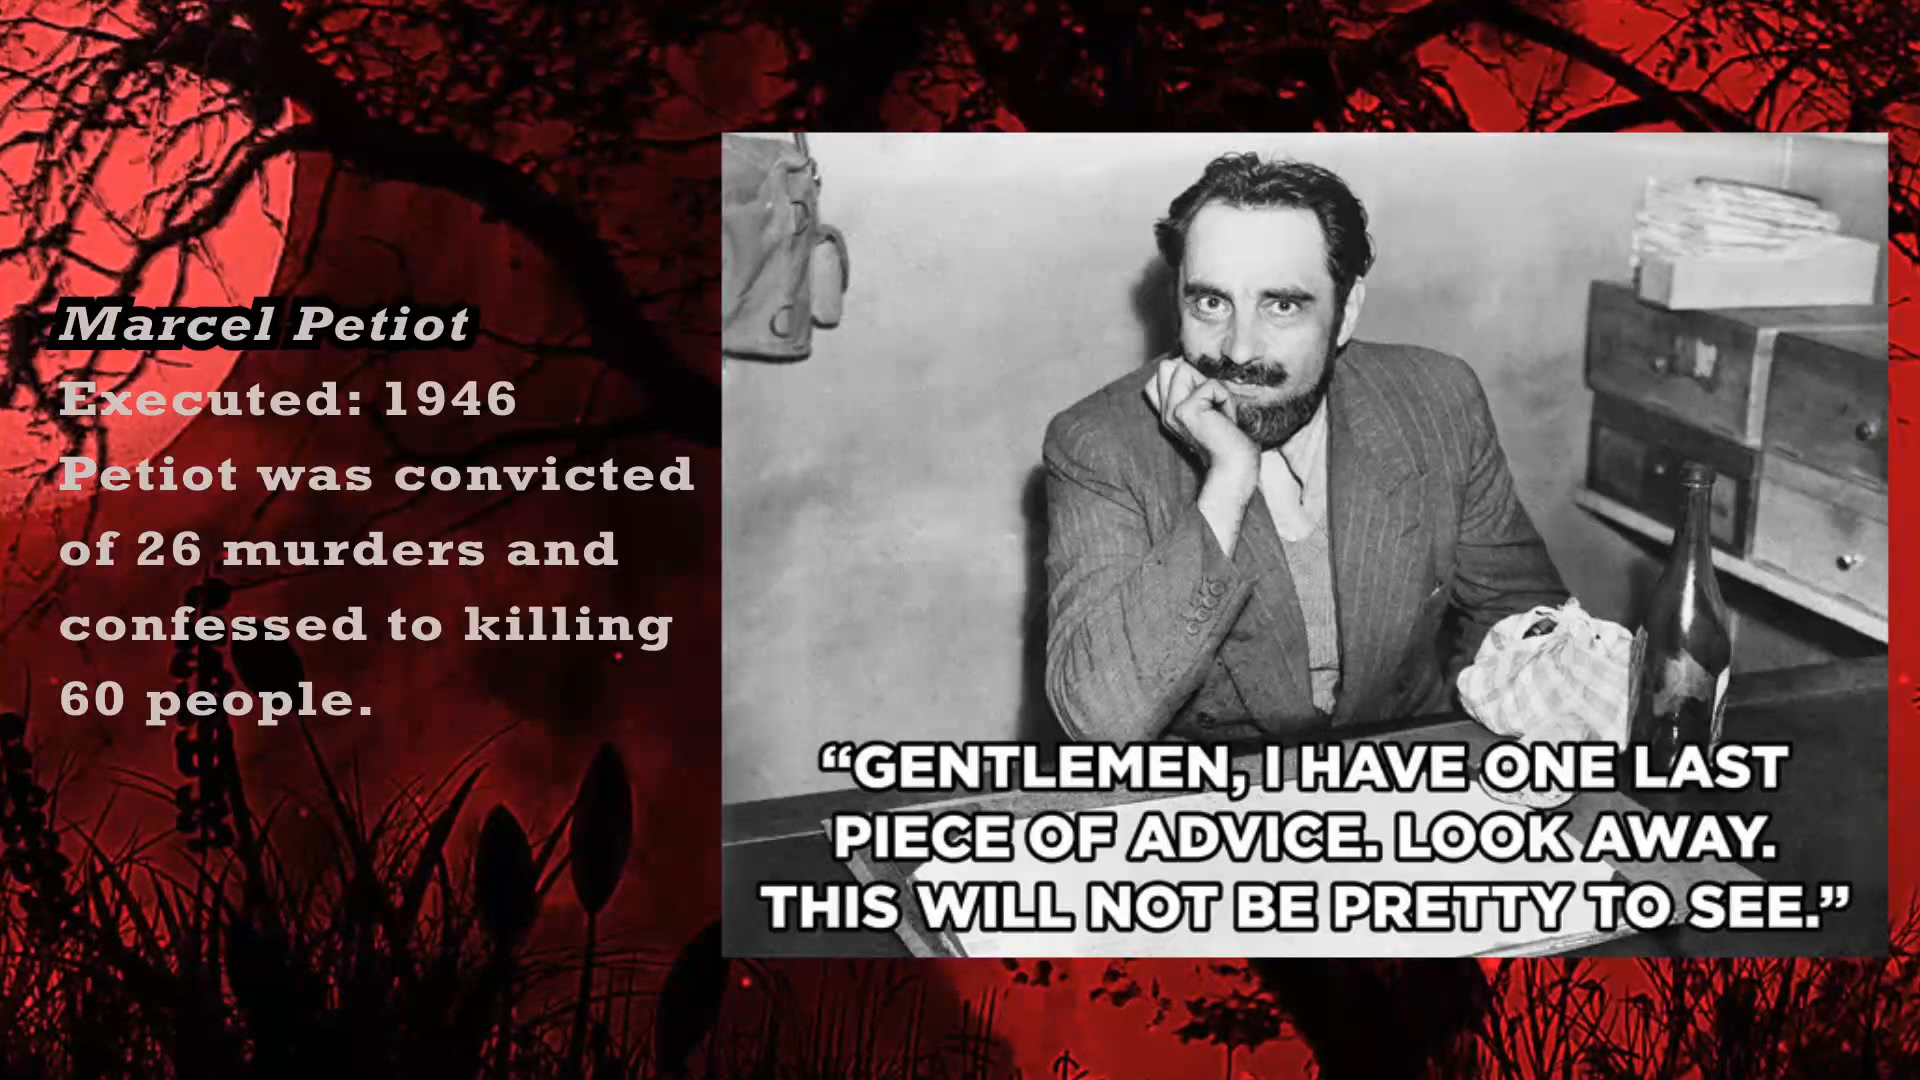 Marcel Petiot
Executed: 1946
Petiot was convicted
of 26 murders and
confessed to killing
60 people.
“GENTLEMEN, I HAVE ONE LAST
PIECE OF ADVICE. LOOK AWAY.
THIS WILL NOT BE PRETTY TO SEE.”